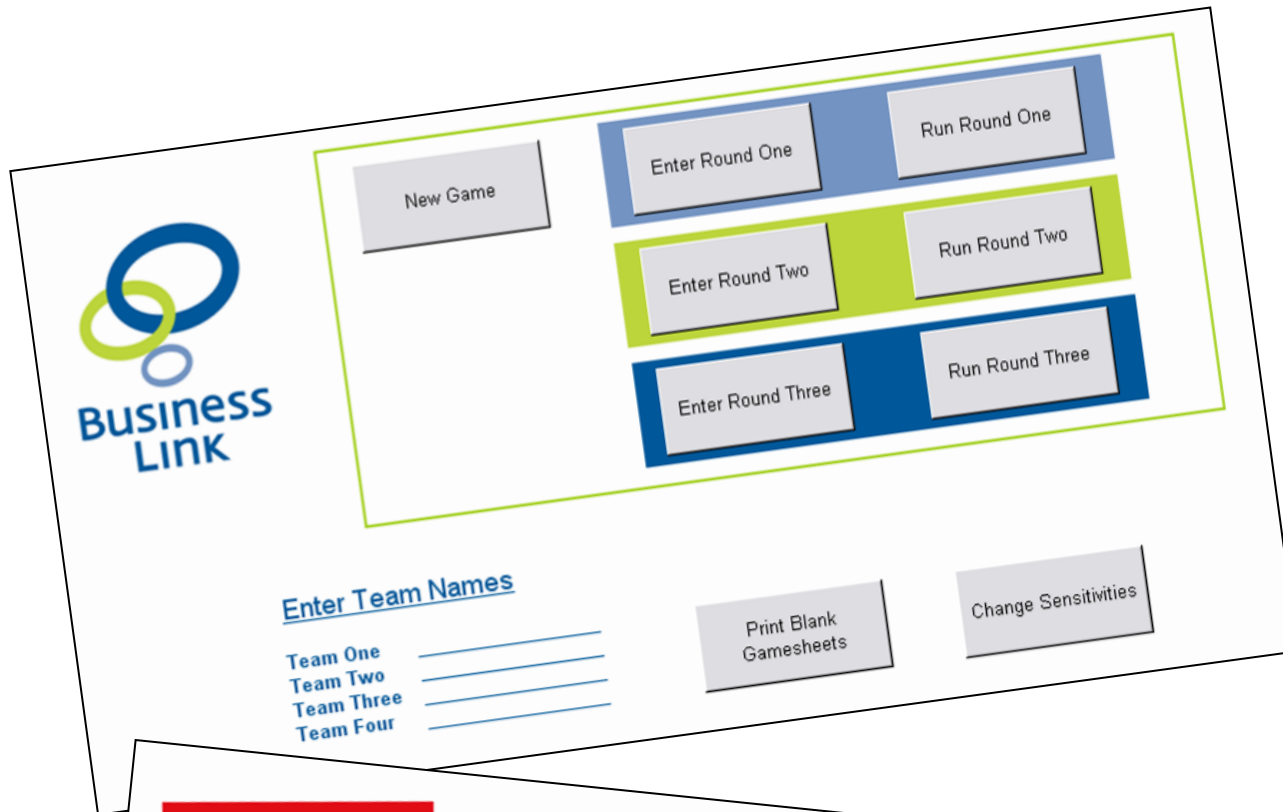 New Game
Enter Round One
Run Round One
Enter Round Two
Run Round Two
Enter Round Three
Run Round Three
Business
Link
Enter Team Names
Team One
Team Two
Team Three
Team Four
Print Blank
Gamesheets
Change Sensitivities